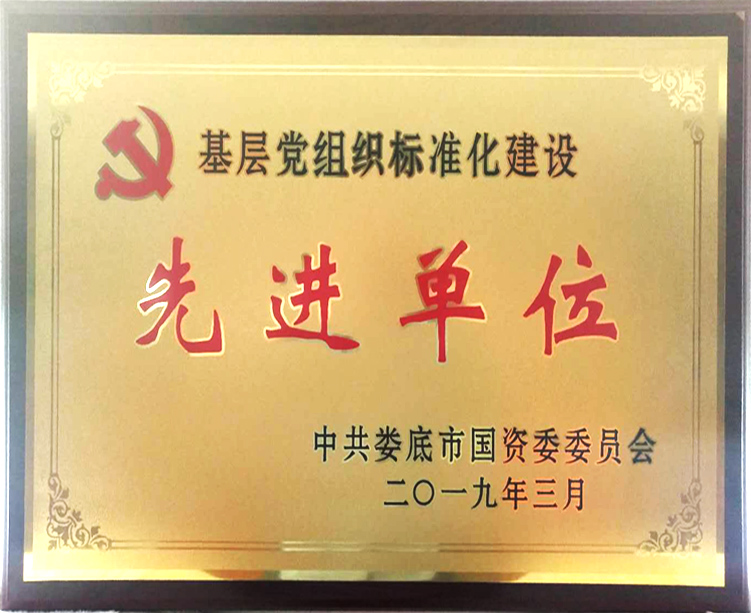 基层党组织标准化建设
先进单位
中共娄底市国资委委员会
二〇一九年三月